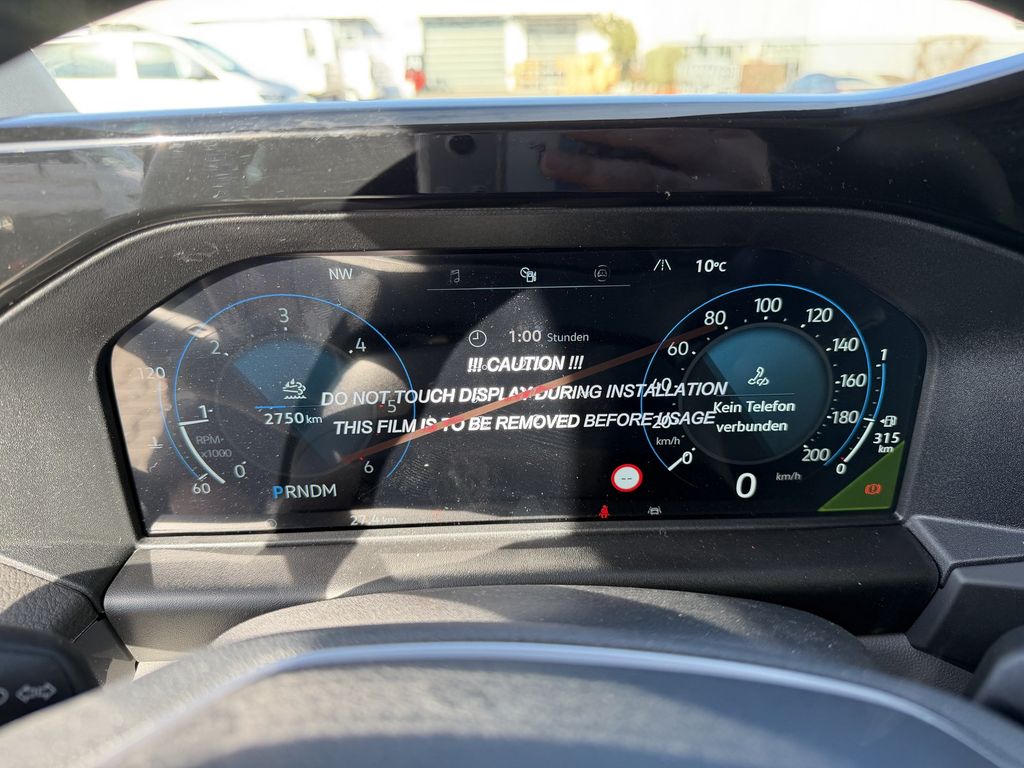 NW
10°C
3
2
4
120
1
5
RPM
x1000
0
60
6
2750 km
PRNDM
1:00 Stunden
!!! CAUTION !!!
DO NOT TOUCH DISPLAY DURING INSTALLATION
THIS FILM IS TO BE REMOVED BEFORE USAGE
--
100
80
120
60
140
40
160
20
180
km/h
0
200
Kein Telefon
verbunden
0 km/h
1
315
km
0